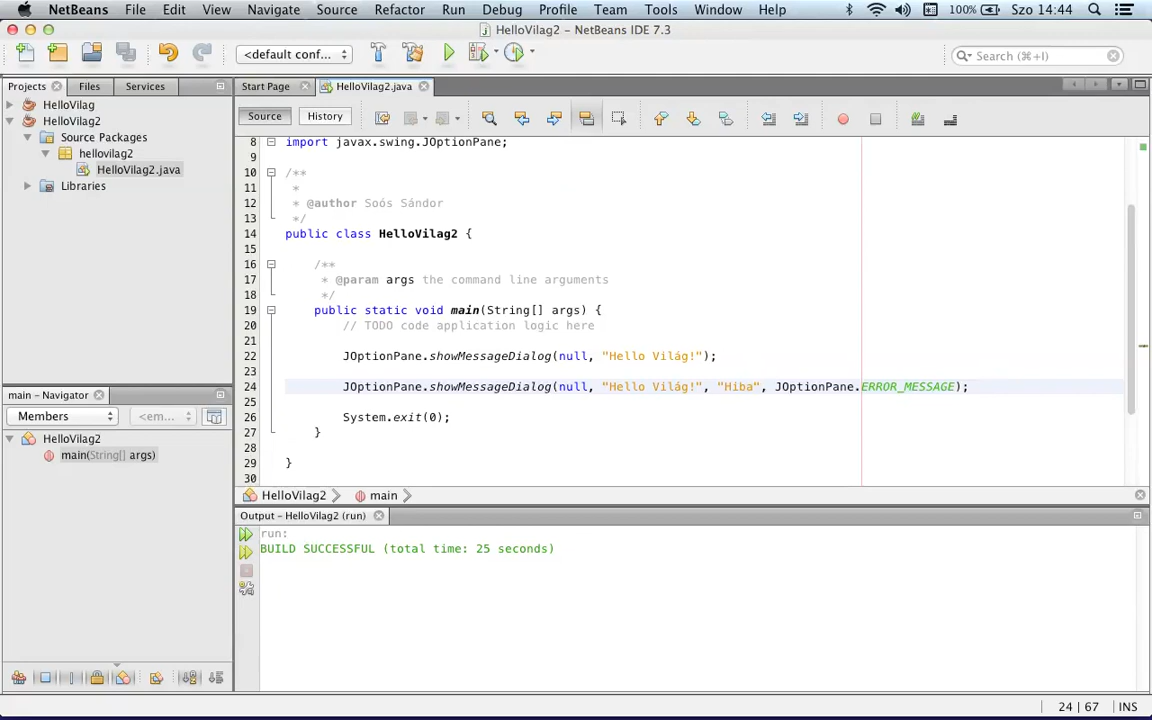 NetBeans File Edit View Navigate Source Refactor Run Debug Profile Team Tools Window Help 100% Szo 14:44
HelloVilag2 - NetBeans IDE 7.3
<default conf... Search (⌘+I)
Projects Files Services
Start Page HelloVilag2.java
HelloVilag
HelloVilag2
Source Packages
hellovilag2
HelloVilag2.java
Libraries
Source History
8 import javax.swing.JOptionPane;
9
10 /**
11 *
12 * @author Soós Sándor
13 */
14 public class HelloVilag2 {
15
16 /**
17 * @param args the command line arguments
18 */
19 public static void main(String[] args) {
20 // TODO code application logic here
21
22 JOptionPane.showMessageDialog(null, "Hello Világ!");
23
24 JOptionPane.showMessageDialog(null, "Hello Világ!", "Hiba", JOptionPane.ERROR_MESSAGE);
25
26 System.exit(0);
27 }
28
29 }
30
HelloVilag2 main
main - Navigator
Members <em...
HelloVilag2
main(String[] args)
Output - HelloVilag2 (run)
run:
BUILD SUCCESSFUL (total time: 25 seconds)
24 | 67 INS